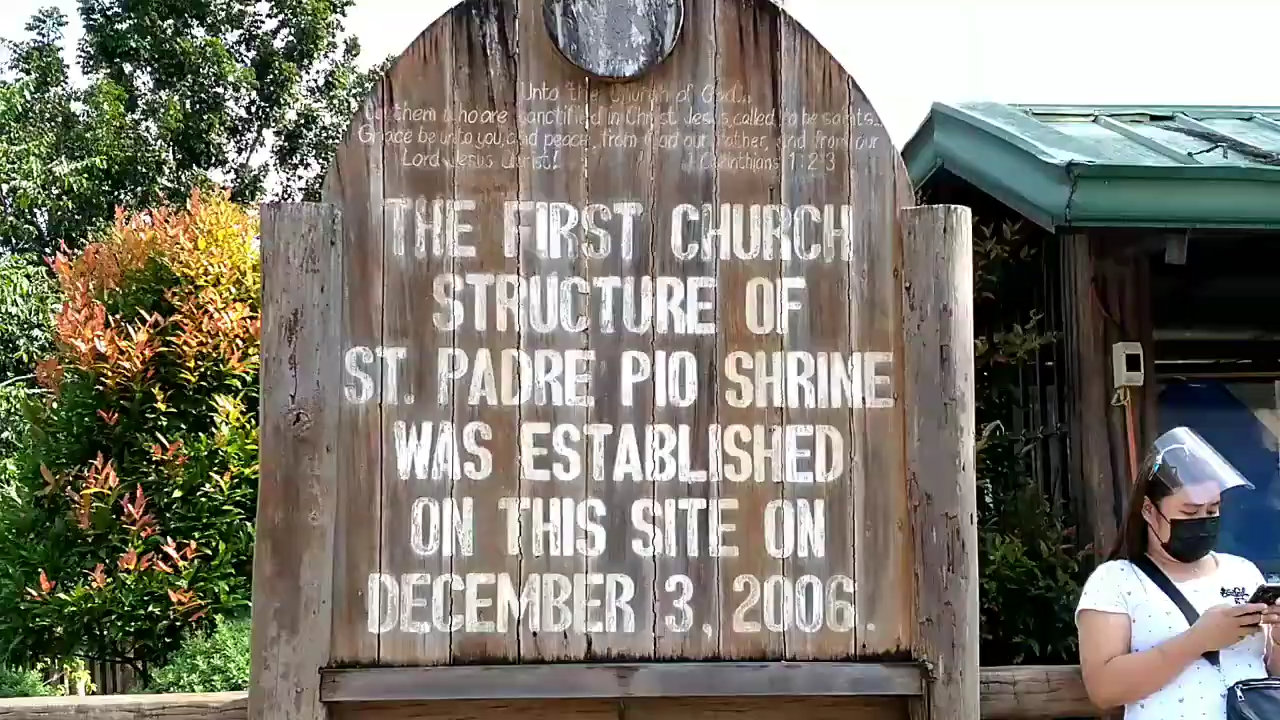 Unto the Church of God...
to them who are sanctified in Christ Jesus, called to be saints...
Grace be unto you, and peace, from God our Father, and from our
Lord Jesus Christ! 1 Corinthians 1:2-3
THE FIRST CHURCH
STRUCTURE OF
ST. PADRE PIO SHRINE
WAS ESTABLISHED
ON THIS SITE ON
DECEMBER 3, 2006.